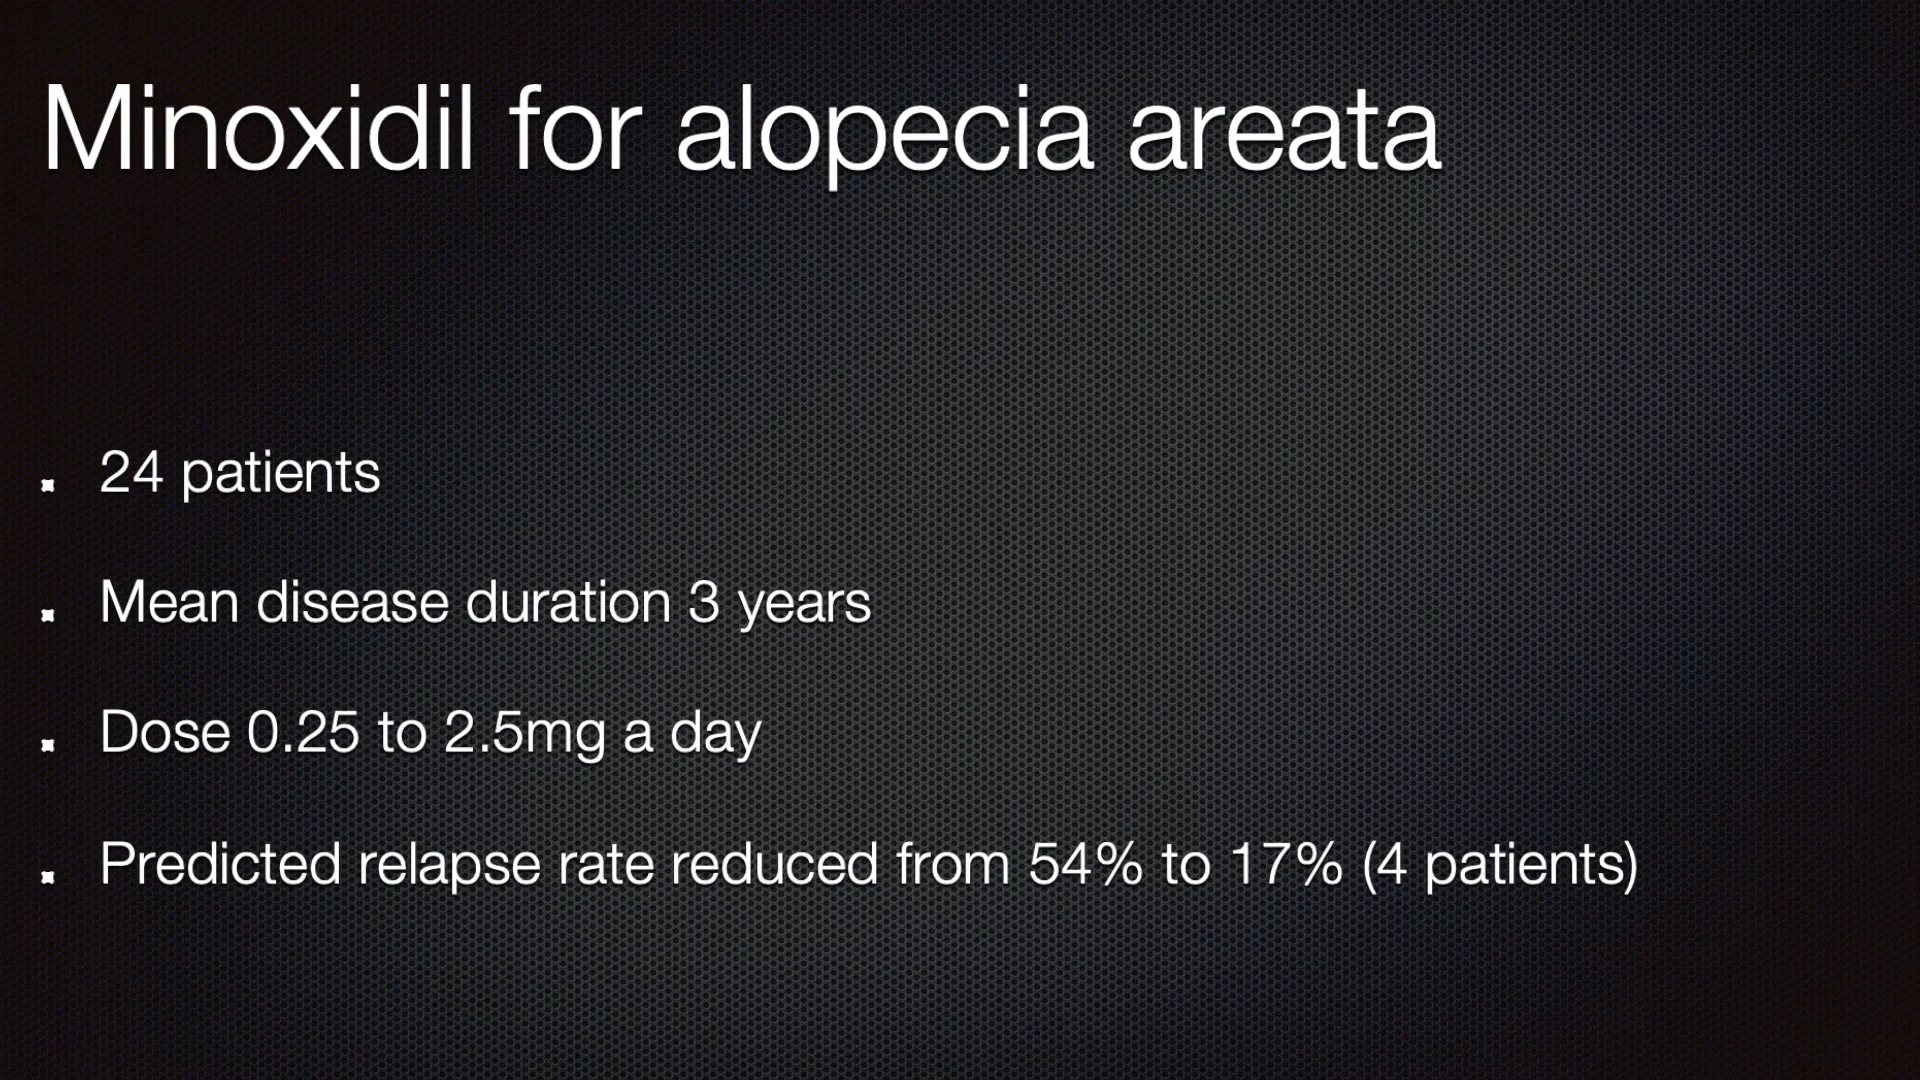 Minoxidil for alopecia areata
24 patients
Mean disease duration 3 years
Dose 0.25 to 2.5mg a day
Predicted relapse rate reduced from 54% to 17% (4 patients)